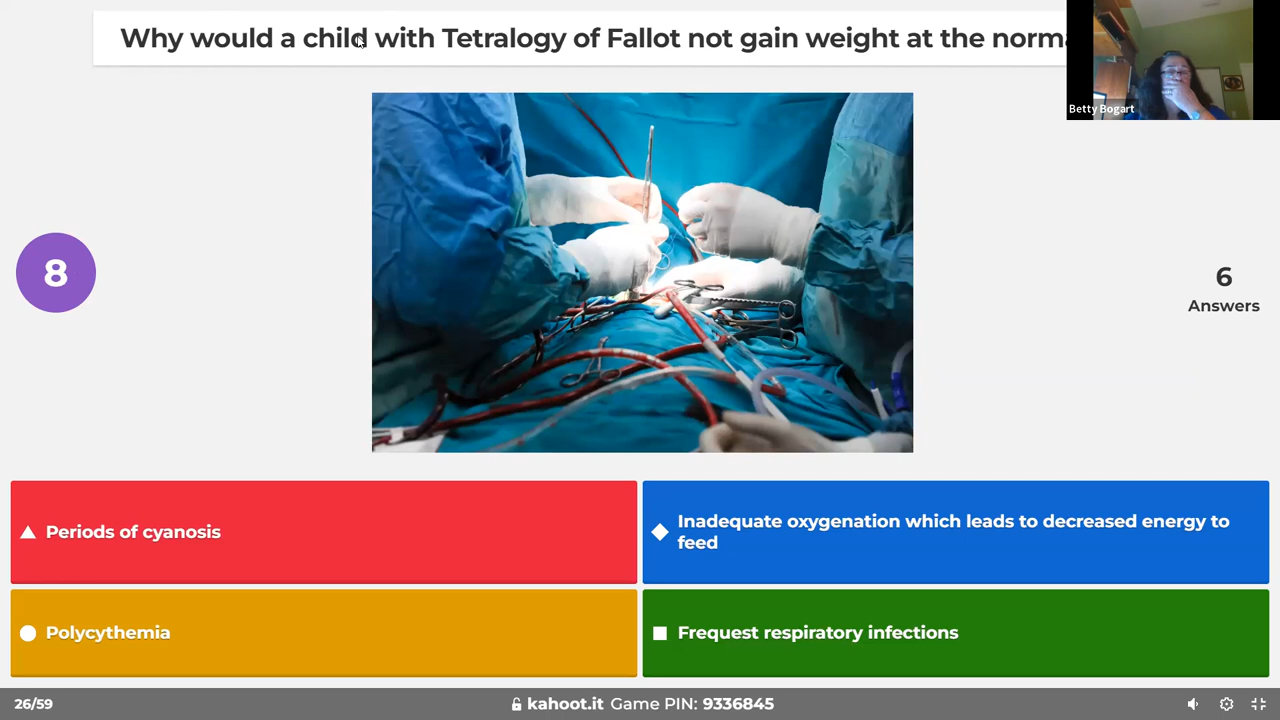 Why would a child with Tetralogy of Fallot not gain weight at the
Betty Bogart
8
6
Answers
Periods of cyanosis
Inadequate oxygenation which leads to decreased energy to
feed
Polycythemia
Frequest respiratory infections
26/59
kahoot.it Game PIN: 9336845